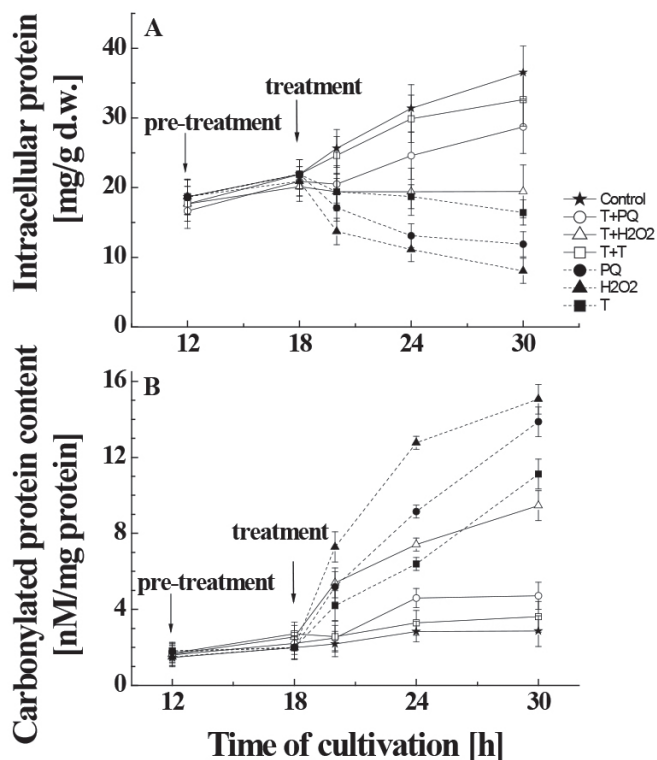 Intracellular protein
[mg/g d.w.]
A
40
30
20
10
0
pre-treatment
treatment
12
18
24
30
Control
T+PQ
T+H2O2
T+T
PQ
H2O2
T
Carbonylated protein content
[nM/mg protein]
B
16
12
8
4
0
pre-treatment
treatment
12
18
24
30
Time of cultivation [h]